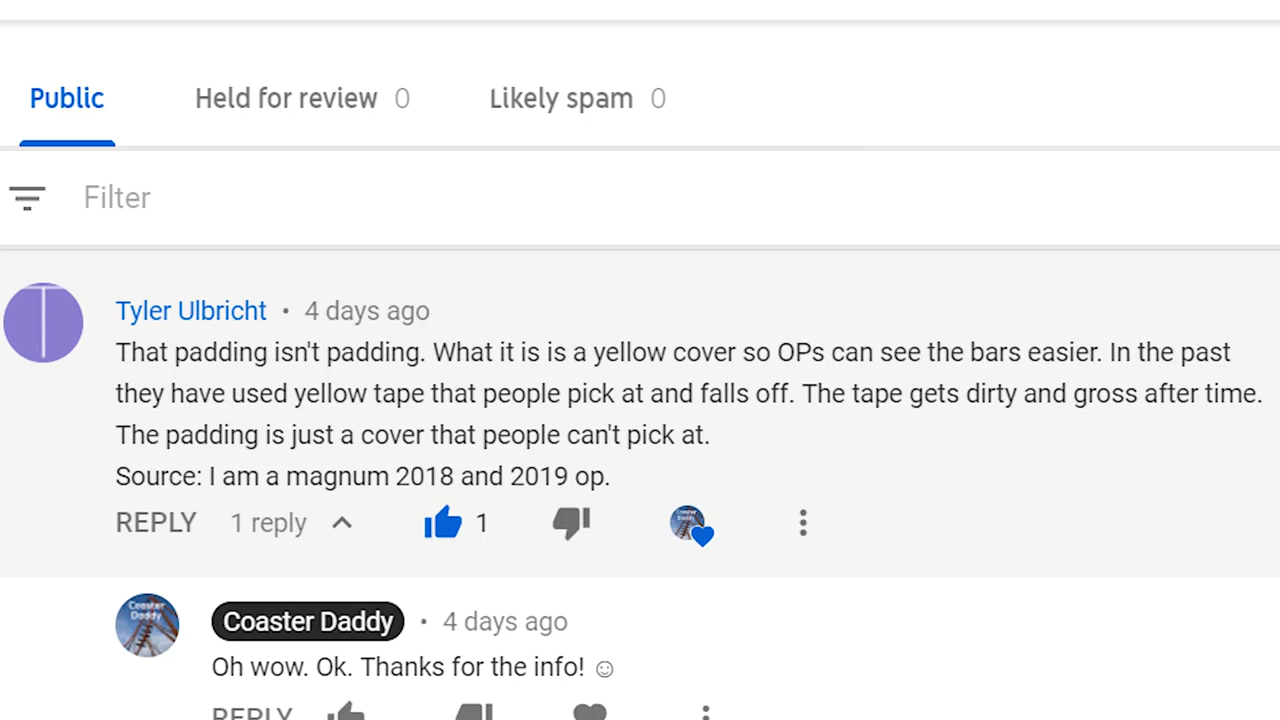 Public Held for review 0 Likely spam 0
Filter
Tyler Ulbricht • 4 days ago
That padding isn't padding. What it is is a yellow cover so OPs can see the bars easier. In the past
they have used yellow tape that people pick at and falls off. The tape gets dirty and gross after time.
The padding is just a cover that people can't pick at.
Source: I am a magnum 2018 and 2019 op.
REPLY 1 reply 1
Coaster Daddy • 4 days ago
Oh wow. Ok. Thanks for the info! ☺
REPLY